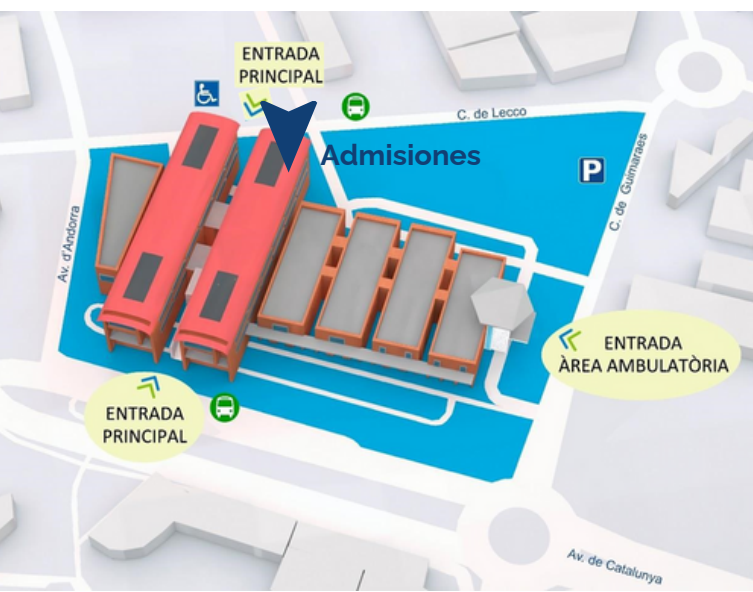 ENTRADA
PRINCIPAL
C. de Lecco
Admisiones
P
C. de Guimaraes
Av. d'Andorra
ENTRADA
ÀREA AMBULATÒRIA
ENTRADA
PRINCIPAL
Av. de Catalunya